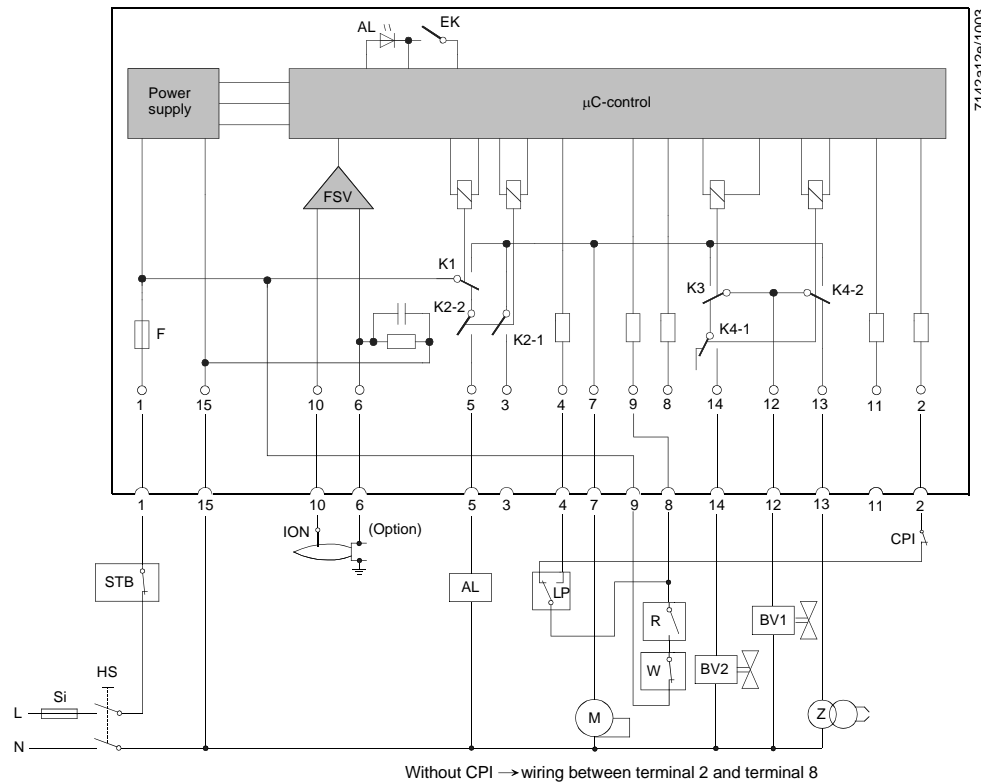 7142a12e/1003
AL EK
Power
supply
μC-control
FSV
K1
K3 K4-2
K2-2
F
K2-1 K4-1
1 15 10 6 5 3 4 7 9 8 14 12 13 11 2
1 15 10 6 5 3 4 7 9 8 14 12 13 11 2
ION (Option)
CPI
STB
AL
LP
R
BV1
W
BV2
HS
Si
L
M
Z
N
Without CPI → wiring between terminal 2 and terminal 8